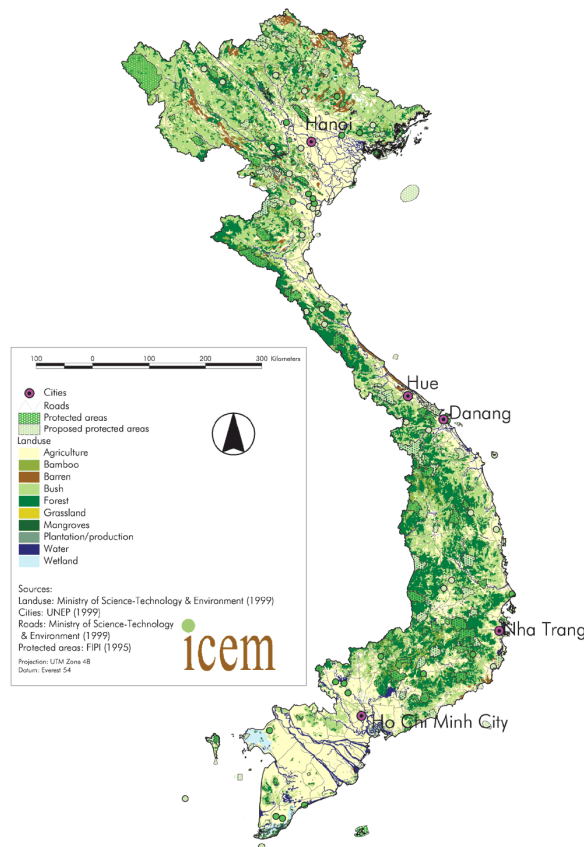 Hanoi
100 0 100 200 300 Kilometers
Hue
Danang
Cities
Roads
Protected areas
Proposed protected areas
Landuse
Agriculture
Bamboo
Barren
Bush
Forest
Grassland
Mangroves
Plantation/production
Water
Wetland
Sources:
Landuse: Ministry of Science-Technology & Environment (1999)
Cities: UNEP (1999)
Roads: Ministry of Science-Technology
& Environment (1999)
Protected areas: FIPI (1995)
Projection: UTM Zone 48
Datum: Everest 54
icem
Nha Trang
Ho Chi Minh City